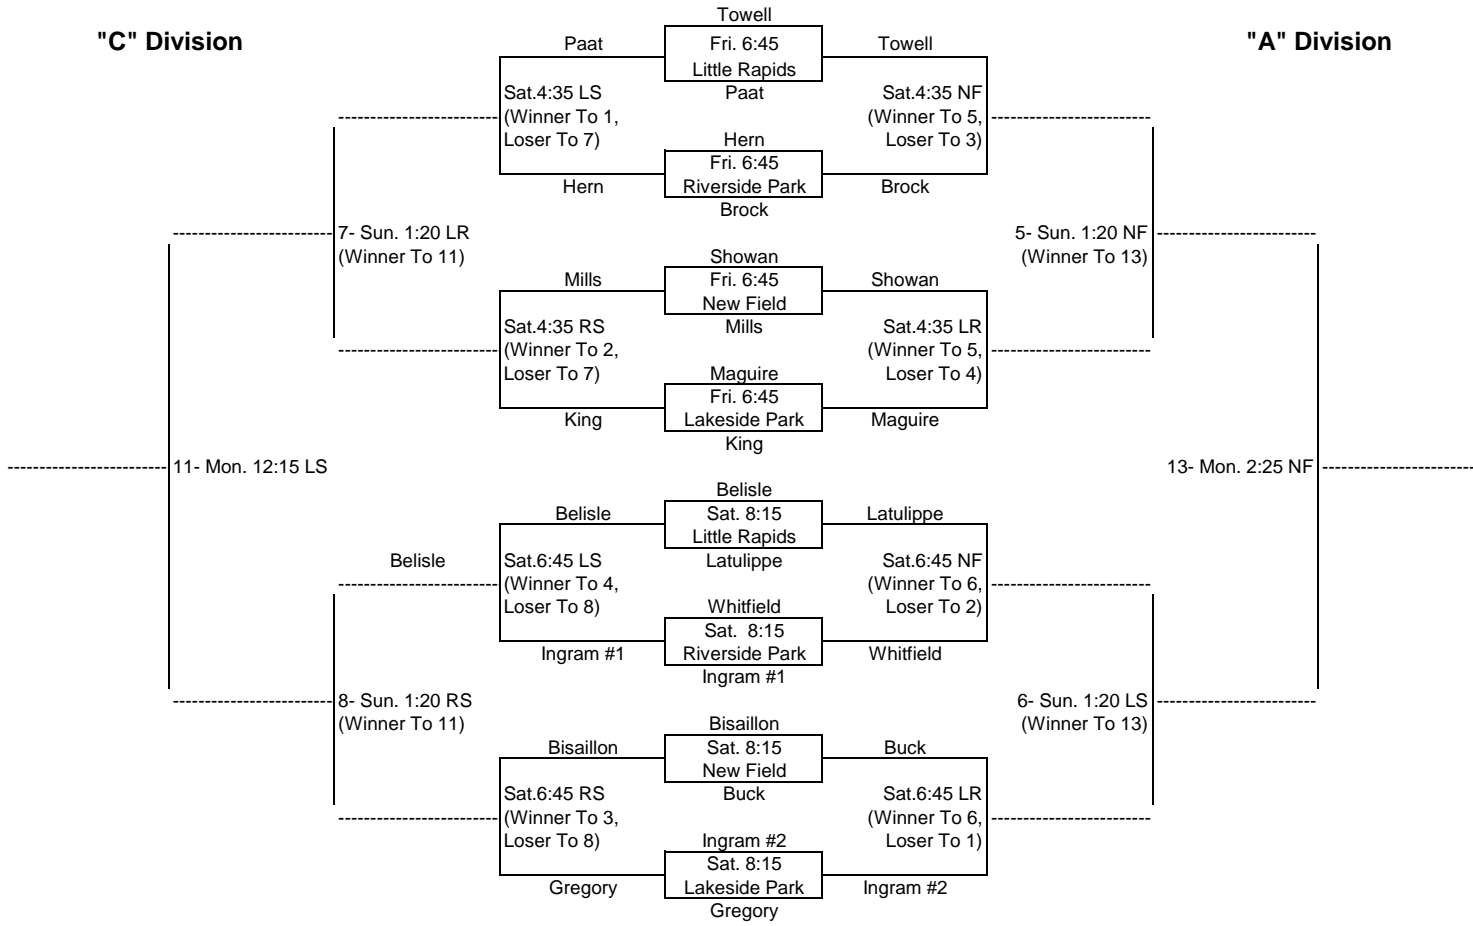 Towell
"C" Division
Paat
Fri. 6:45
Towell
"A" Division
Little Rapids
Sat.4:35 LS
Paat
Sat.4:35 NF
(Winner To 1,
(Winner To 5,
Loser To 7)
Hern
Loser To 3)
Fri. 6:45
Hern
Riverside Park
Brock
Brock
7- Sun. 1:20 LR
5- Sun. 1:20 NF
(Winner To 11)
Showan
(Winner To 13)
Mills
Fri. 6:45
Showan
New Field
Sat.4:35 RS
Mills
Sat.4:35 LR
(Winner To 2,
(Winner To 5,
Loser To 7)
Maguire
Loser To 4)
Fri. 6:45
King
Lakeside Park
Maguire
King
11- Mon. 12:15 LS
13- Mon. 2:25 NF
Belisle
Belisle
Sat. 8:15
Latulippe
Little Rapids
Belisle
Sat.6:45 LS
Latulippe
Sat.6:45 NF
(Winner To 4,
(Winner To 6,
Loser To 8)
Whitfield
Loser To 2)
Sat. 8:15
Ingram #1
Riverside Park
Whitfield
Ingram #1
8- Sun. 1:20 RS
6- Sun. 1:20 LS
(Winner To 11)
Bisaillon
(Winner To 13)
Bisaillon
Sat. 8:15
Buck
New Field
Sat.6:45 RS
Buck
Sat.6:45 LR
(Winner To 3,
(Winner To 6,
Loser To 8)
Ingram #2
Loser To 1)
Sat. 8:15
Gregory
Lakeside Park
Ingram #2
Gregory